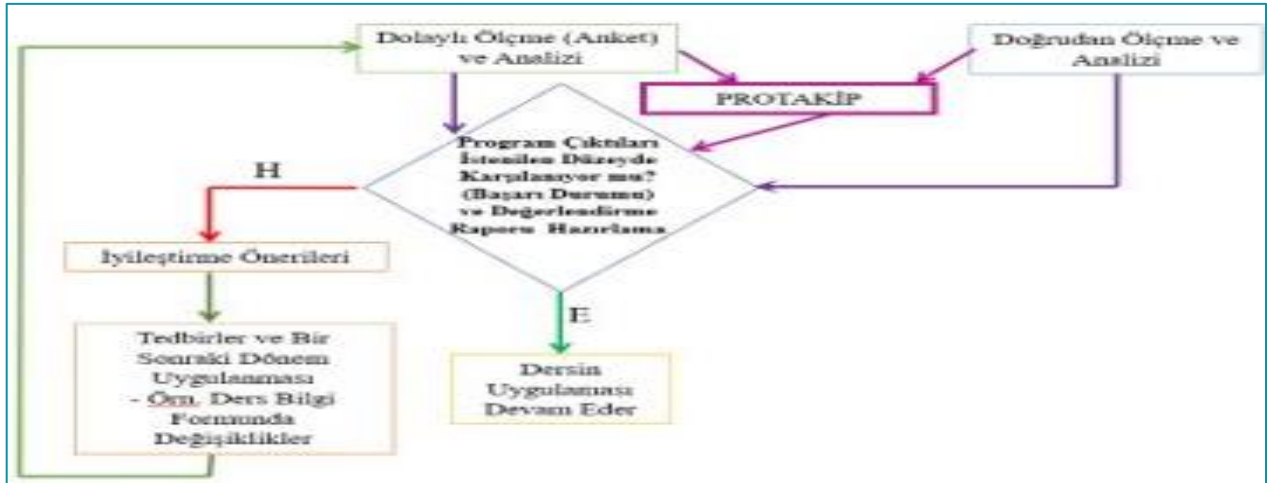 Dolaylı Ölçme (Anket)
ve Analizi
Doğrudan Ölçme ve
Analizi
PROTAKİP
Program Çıktıları
İstenilen Düzeyde
Karşılanıyor mu?
(Başarı Durumu)
ve Değerlendirme
Raporu Hazırlama
H
İyileştirme Önerileri
E
Tedbirler ve Bir
Sonraki Dönem
Uygulanması
- Örn. Ders Bilgi
Formunda
Değişiklikler
Dersin
Uygulaması
Devam Eder